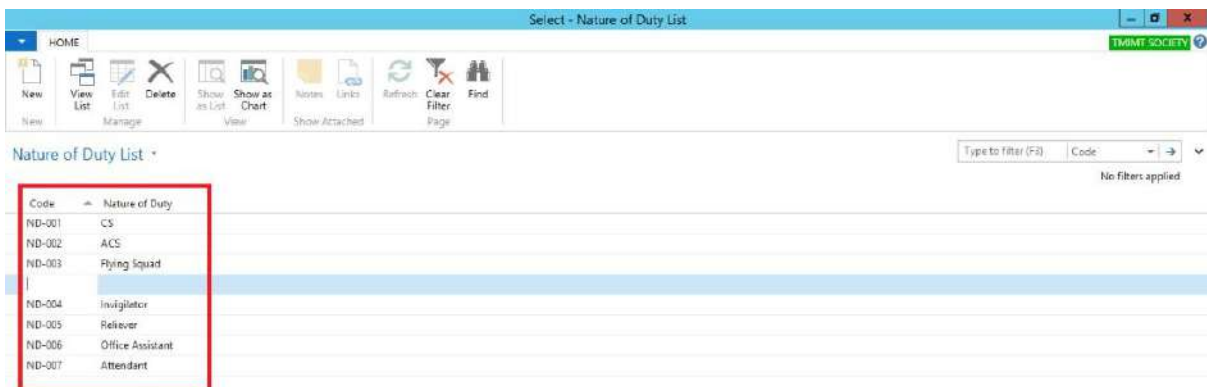 Select - Nature of Duty List
HOME
TMIMT SOCIETY
New View List Edit List Delete Show as List Show as Chart Notes Links Refresh Clear Filter Find
New Manage View Show Attached Page
Nature of Duty List
Type to filter (F3) Code
No filters applied
Code Nature of Duty
ND-001 CS
ND-002 ACS
ND-003 Flying Squad
ND-004 Invigilator
ND-005 Reliever
ND-006 Office Assistant
ND-007 Attendant